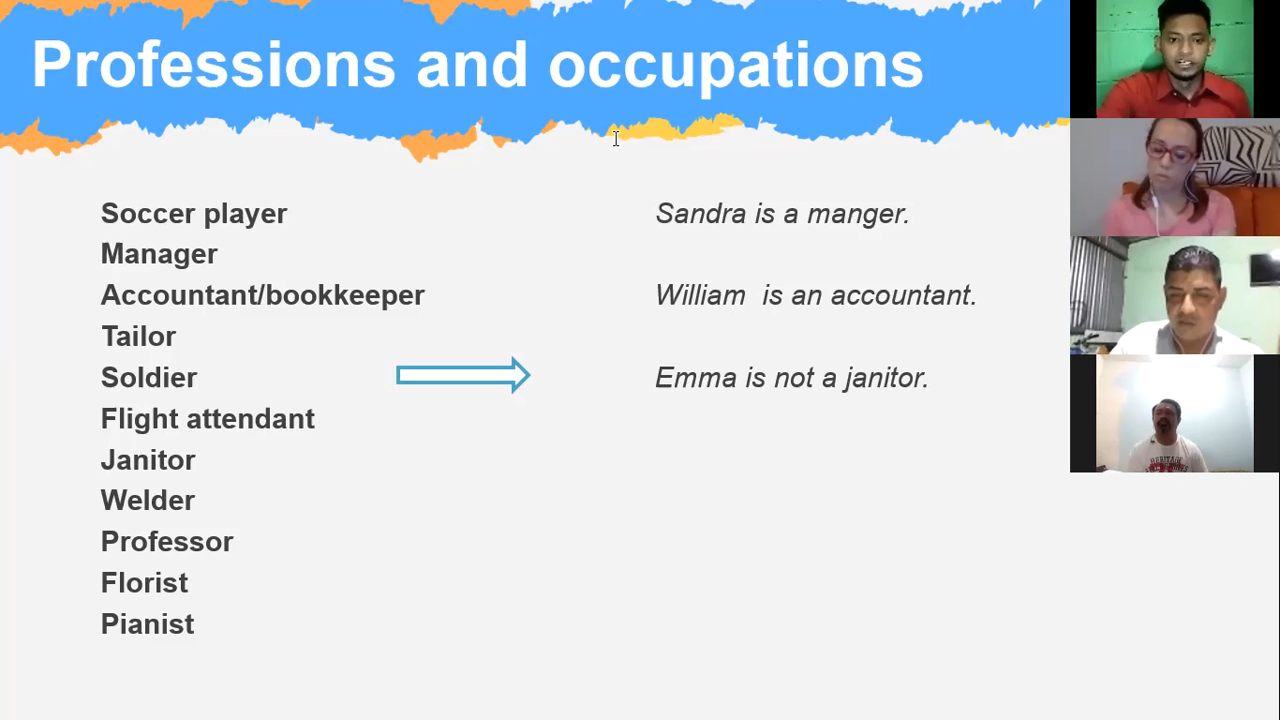 Professions and occupations
Soccer player
Manager
Accountant/bookkeeper
Tailor
Soldier
Flight attendant
Janitor
Welder
Professor
Florist
Pianist
Sandra is a manger.
William is an accountant.
Emma is not a janitor.